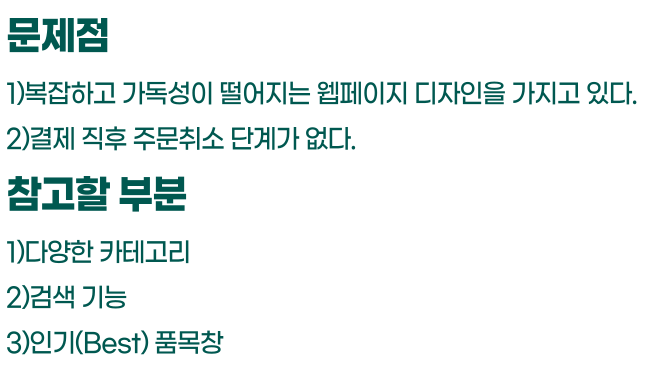 문제점
1)복잡하고 가독성이 떨어지는 웹페이지 디자인을 가지고 있다.
2)결제 직후 주문취소 단계가 없다.
참고할 부분
1)다양한 카테고리
2)검색 기능
3)인기(Best) 품목창